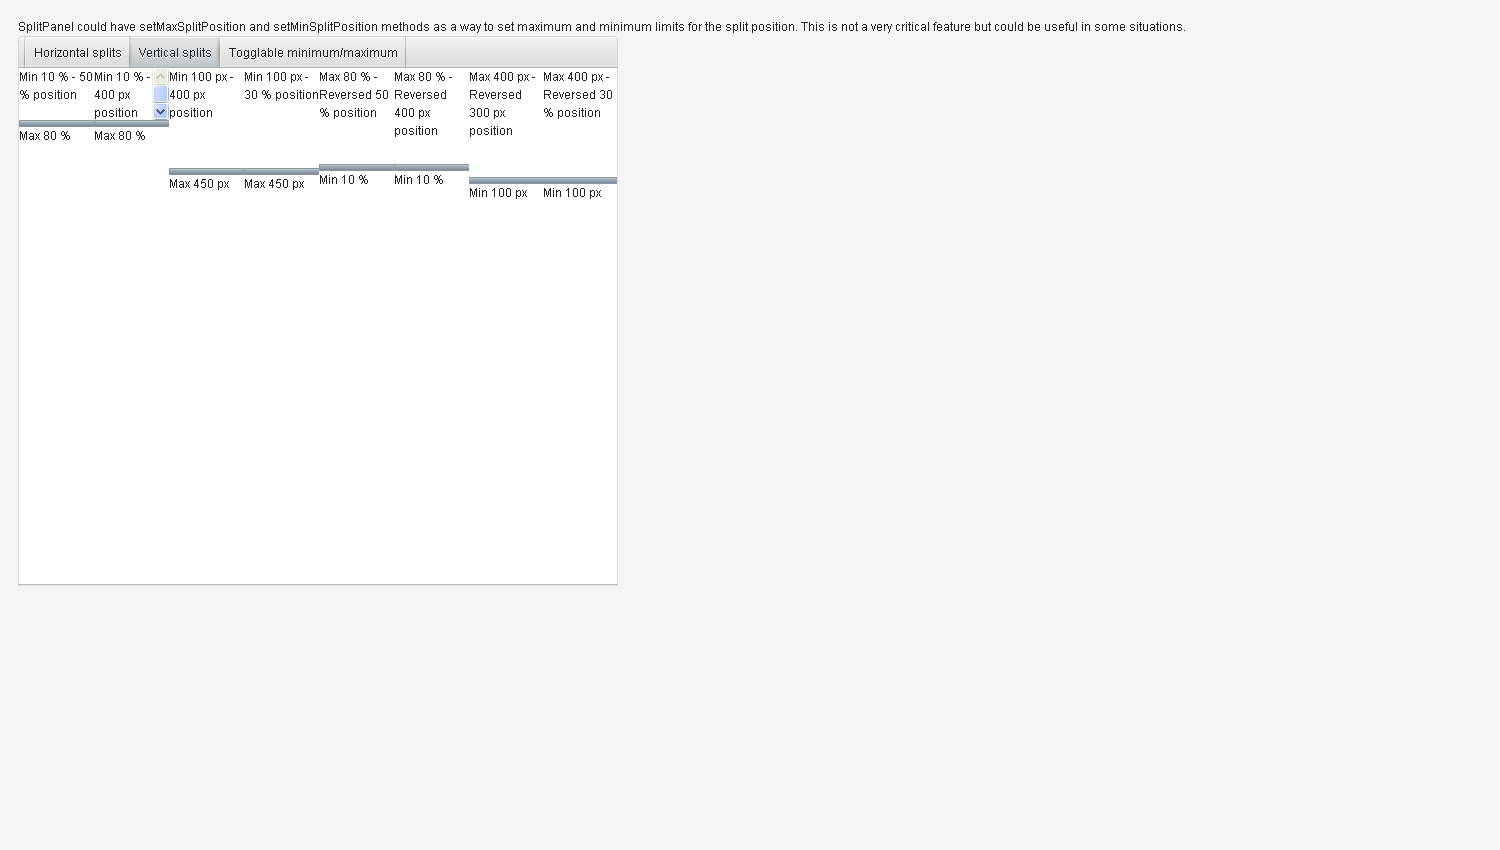 SplitPanel could have setMaxSplitPosition and setMinSplitPosition methods as a way to set maximum and minimum limits for the split position. This is not a very critical feature but could be useful in some situations.
Horizontal splits
Vertical splits
Togglable minimum/maximum
Min 10 % - 50
% position
Max 80 %
Min 10 % -
400 px
position
Max 80 %
Min 100 px -
400 px
position
Max 450 px
Min 100 px -
30 % position
Max 450 px
Max 80 % -
Reversed 50
% position
Min 10 %
Max 80 % -
Reversed
400 px
position
Min 10 %
Max 400 px -
Reversed
300 px
position
Min 100 px
Max 400 px -
Reversed 30
% position
Min 100 px